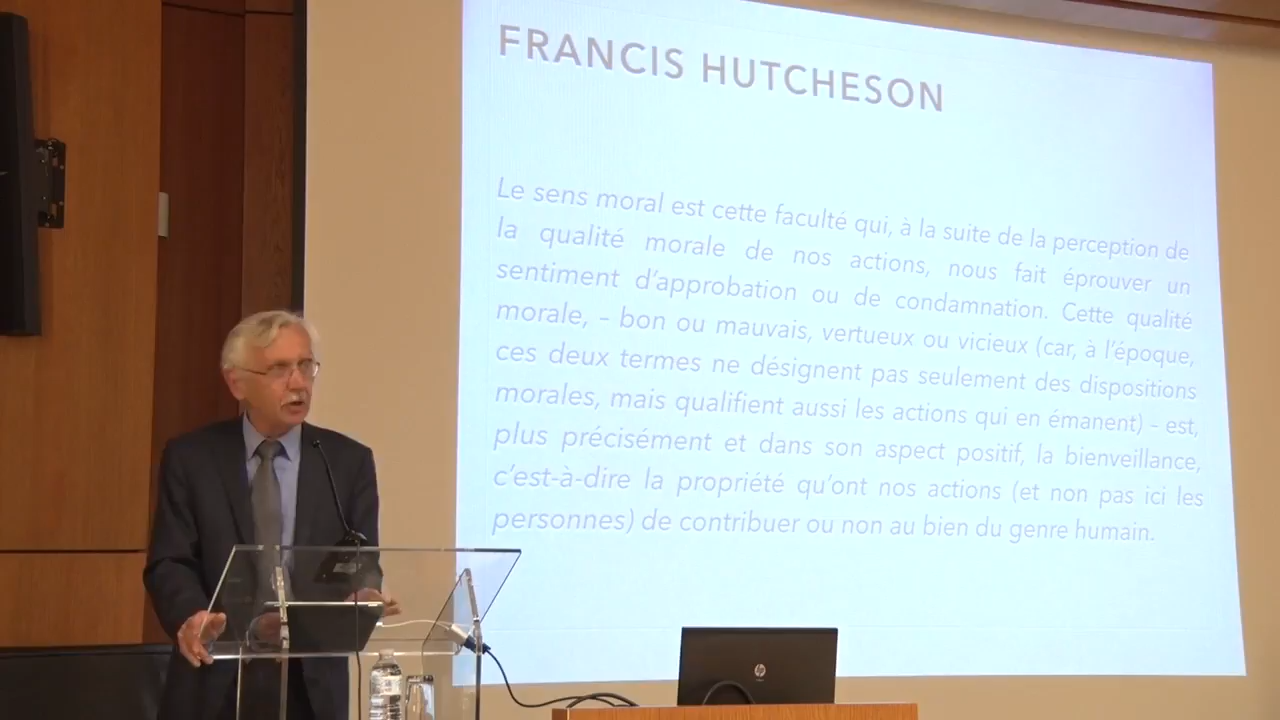 FRANCIS HUTCHESON
Le sens moral est cette faculté qui, à la suite de la perception de
la qualité morale de nos actions, nous fait éprouver un
sentiment d'approbation ou de condamnation. Cette qualité
morale, – bon ou mauvais, vertueux ou vicieux (car, à l'époque,
ces deux termes ne désignent pas seulement des dispositions
morales, mais qualifient aussi les actions qui en émanent) – est,
plus précisément et dans son aspect positif, la bienveillance,
c'est-à-dire la propriété qu'ont nos actions (et non pas ici les
personnes) de contribuer ou non au bien du genre humain.
hp